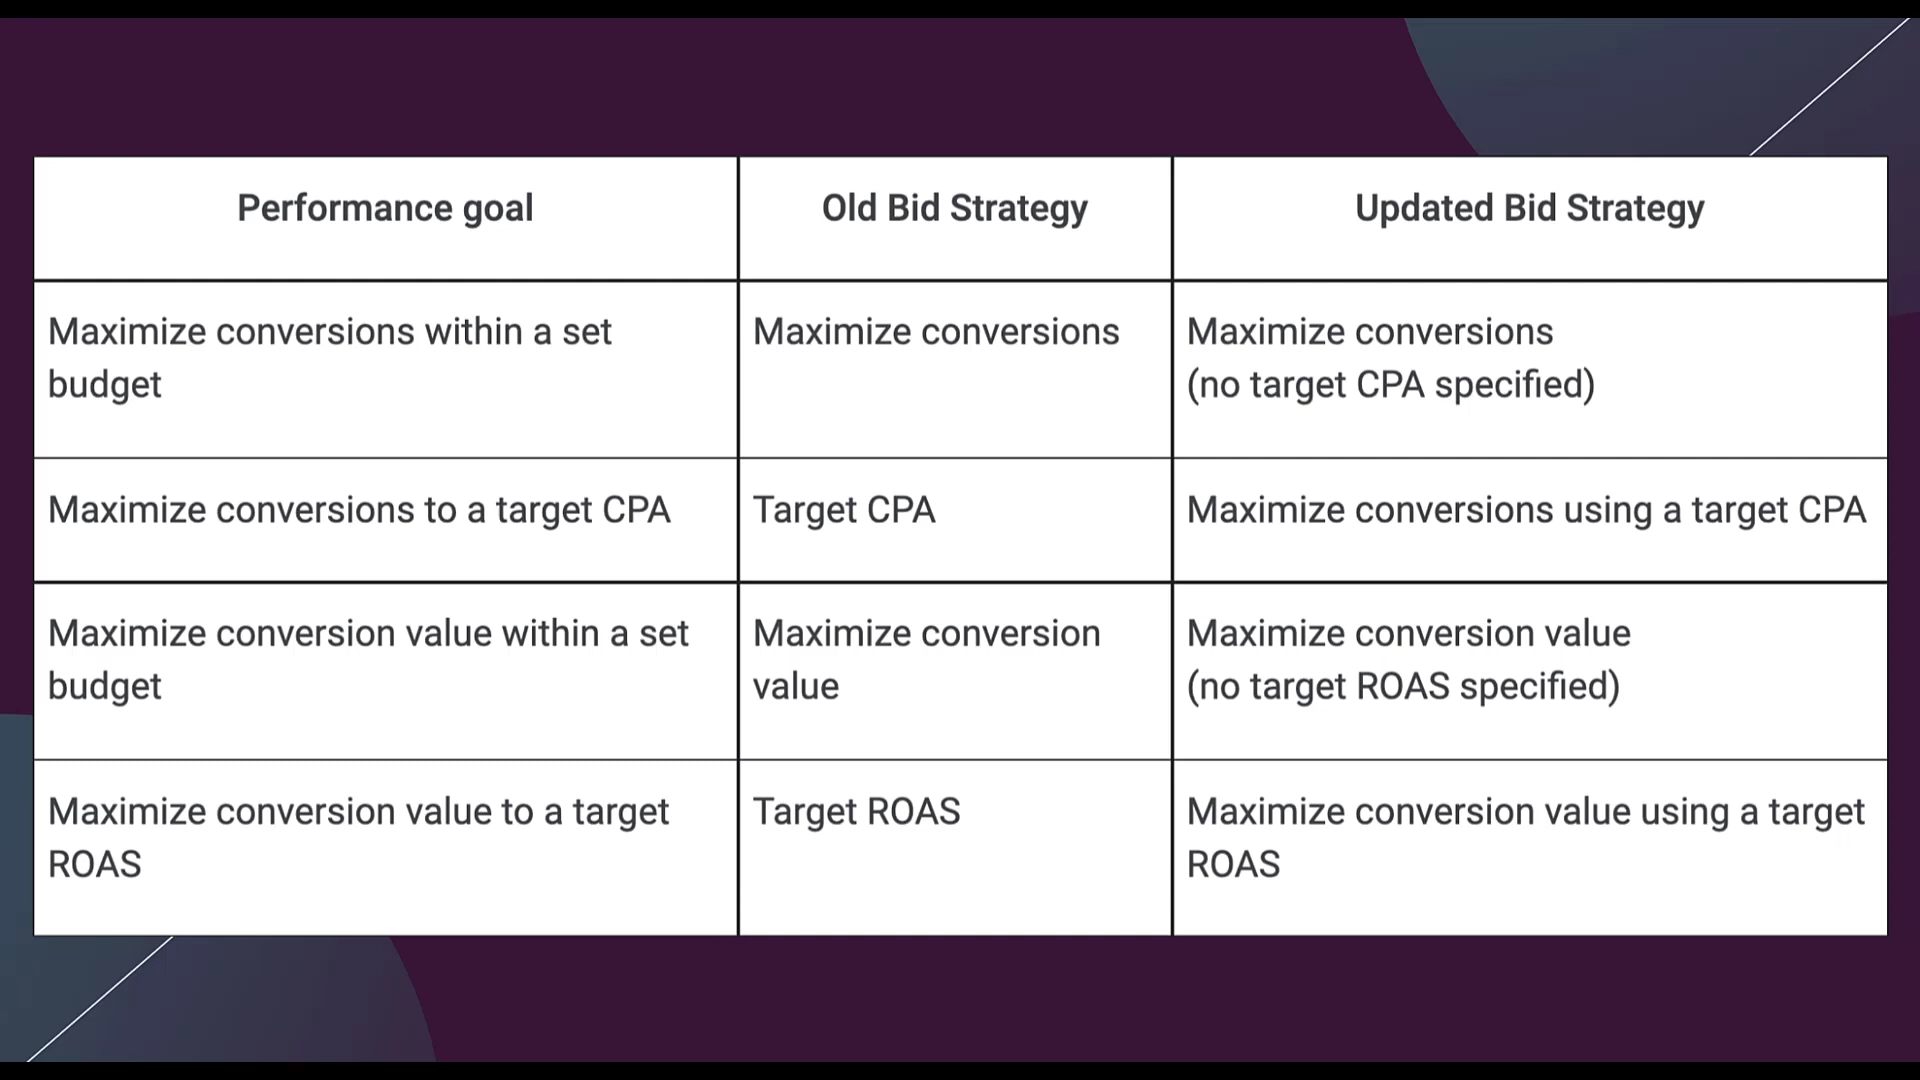 Performance goal
Old Bid Strategy
Updated Bid Strategy
Maximize conversions within a set
budget
Maximize conversions
Maximize conversions
(no target CPA specified)
Maximize conversions to a target CPA
Target CPA
Maximize conversions using a target CPA
Maximize conversion value within a set
budget
Maximize conversion
value
Maximize conversion value
(no target ROAS specified)
Maximize conversion value to a target
ROAS
Target ROAS
Maximize conversion value using a target
ROAS